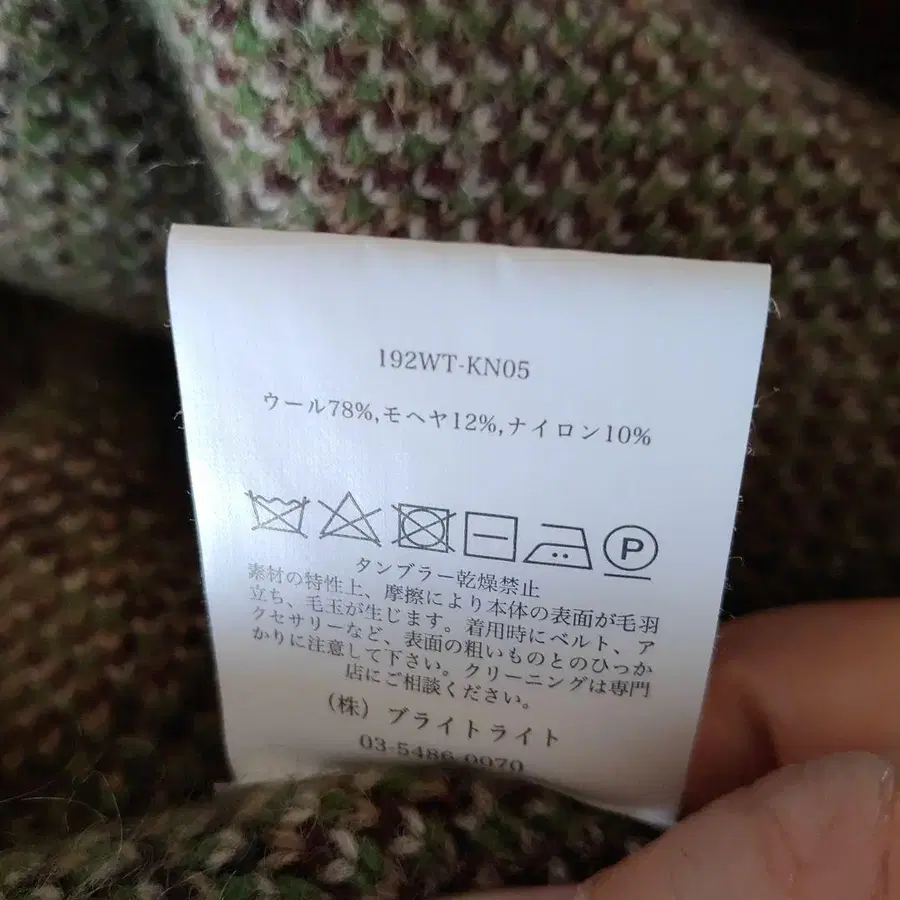 192WT-KN05
ウール78%,モヘヤ12%,ナイロン10%
P
タンブラー乾燥禁止
素材の特性上、摩擦により本体の表面が毛羽
立ち、毛玉が生じます。着用時にベルト、ア
クセサリーなど、表面の粗いものとのひっか
かりに注意して下さい。クリーニングは専門
店にご相談ください。
(株) ブライトライト
03-5486-0070